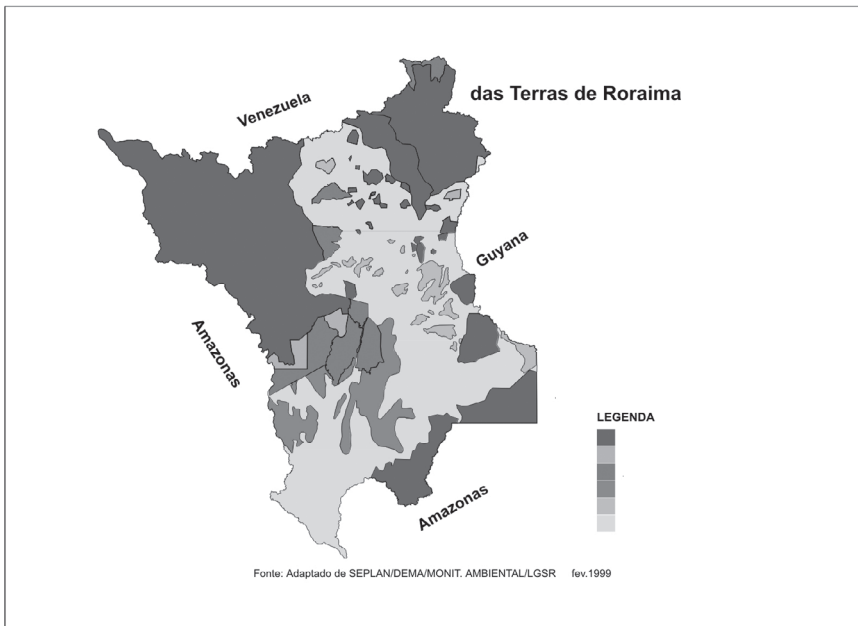 das Terras de Roraima
Venezuela
Guyana
Amazonas
LEGENDA
Amazonas
Fonte: Adaptado de SEPLAN/DEMA/MONIT. AMBIENTAL/LGSR fev.1999